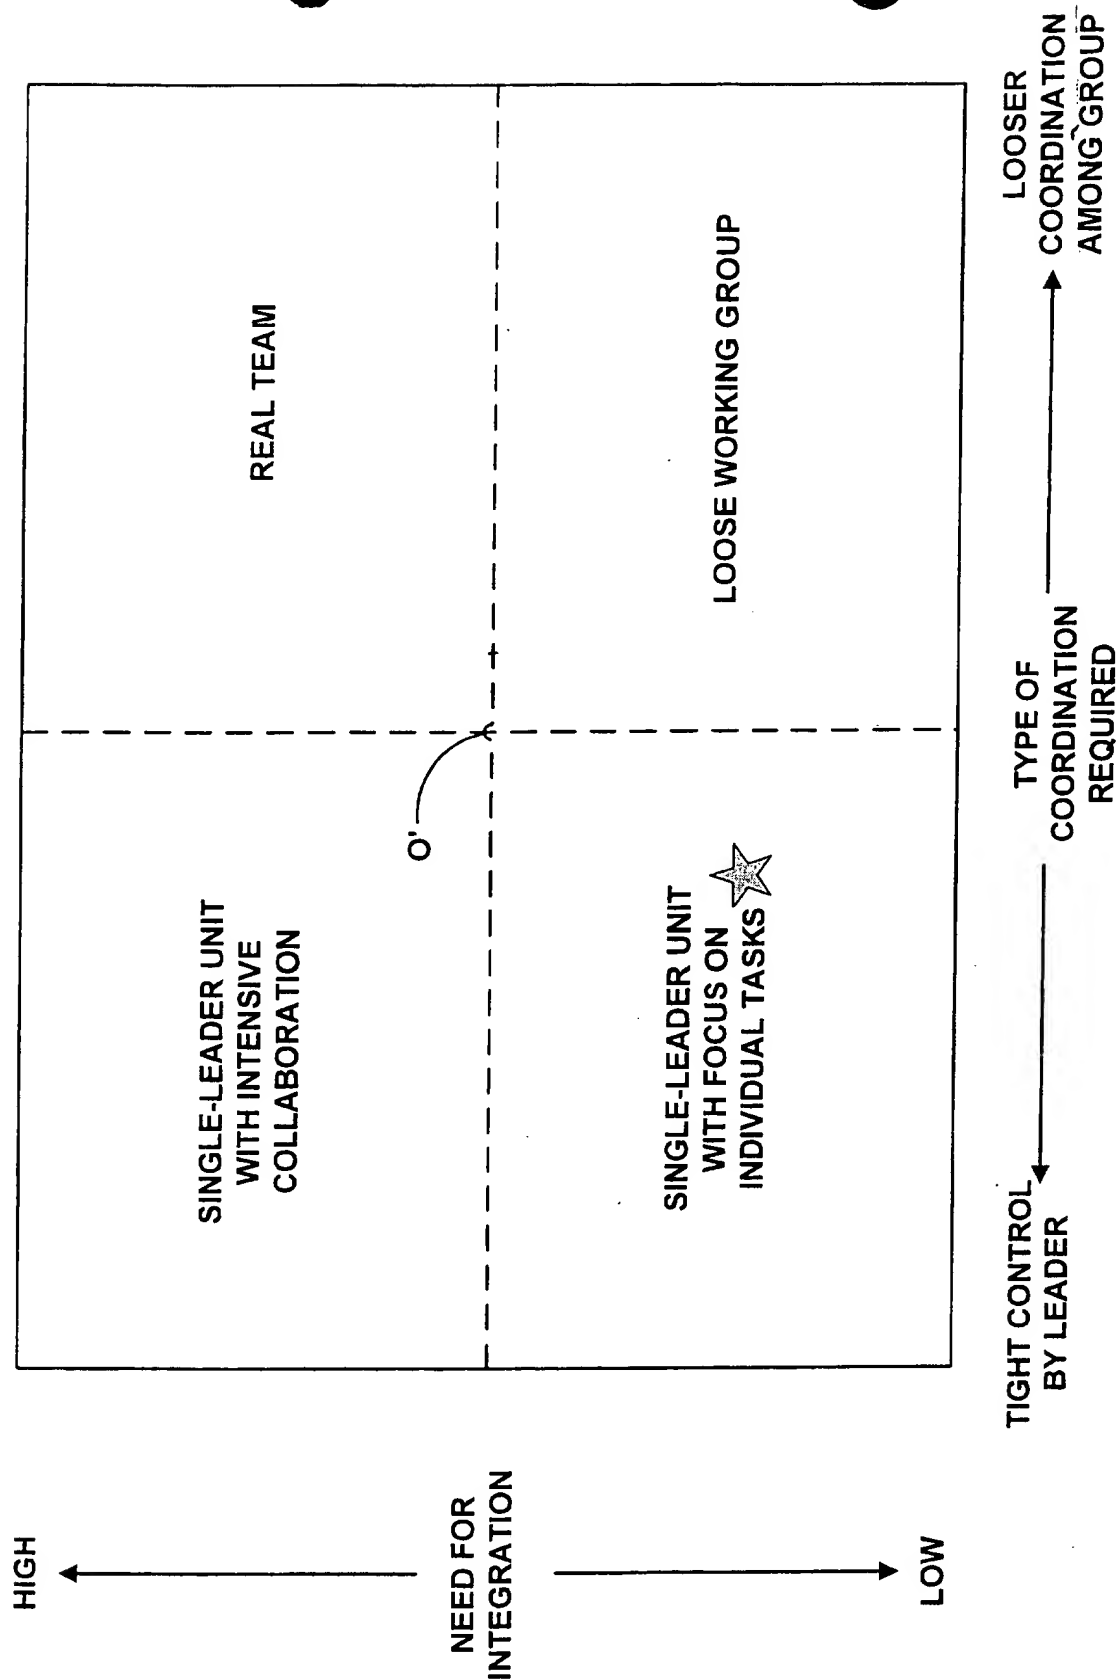 HIGH
NEED FOR
INTEGRATION
LOW
SINGLE-LEADER UNIT
WITH INTENSIVE
COLLABORATION
REAL TEAM
O'
SINGLE-LEADER UNIT
WITH FOCUS ON
INDIVIDUAL TASKS
LOOSE WORKING GROUP
TIGHT CONTROL
BY LEADER
TYPE OF
COORDINATION
REQUIRED
LOOSER
COORDINATION
AMONG GROUP